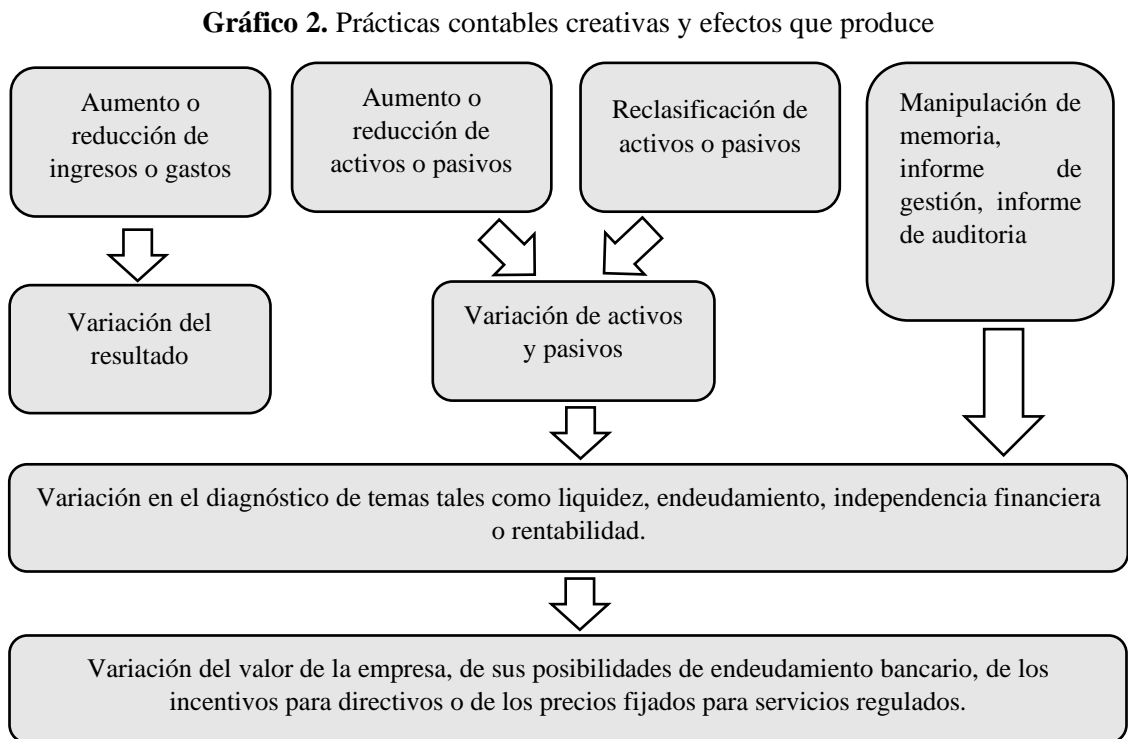 Gráfico 2. Prácticas contables creativas y efectos que produce
Aumento o
reducción de
ingresos o gastos
Aumento o
reducción de
activos o pasivos
Reclasificación de
activos o pasivos
Manipulación de
memoria,
informe de
gestión, informe
de auditoria
Variación del
resultado
Variación de activos
y pasivos
Variación en el diagnóstico de temas tales como liquidez, endeudamiento, independencia financiera
o rentabilidad.
Variación del valor de la empresa, de sus posibilidades de endeudamiento bancario, de los
incentivos para directivos o de los precios fijados para servicios regulados.